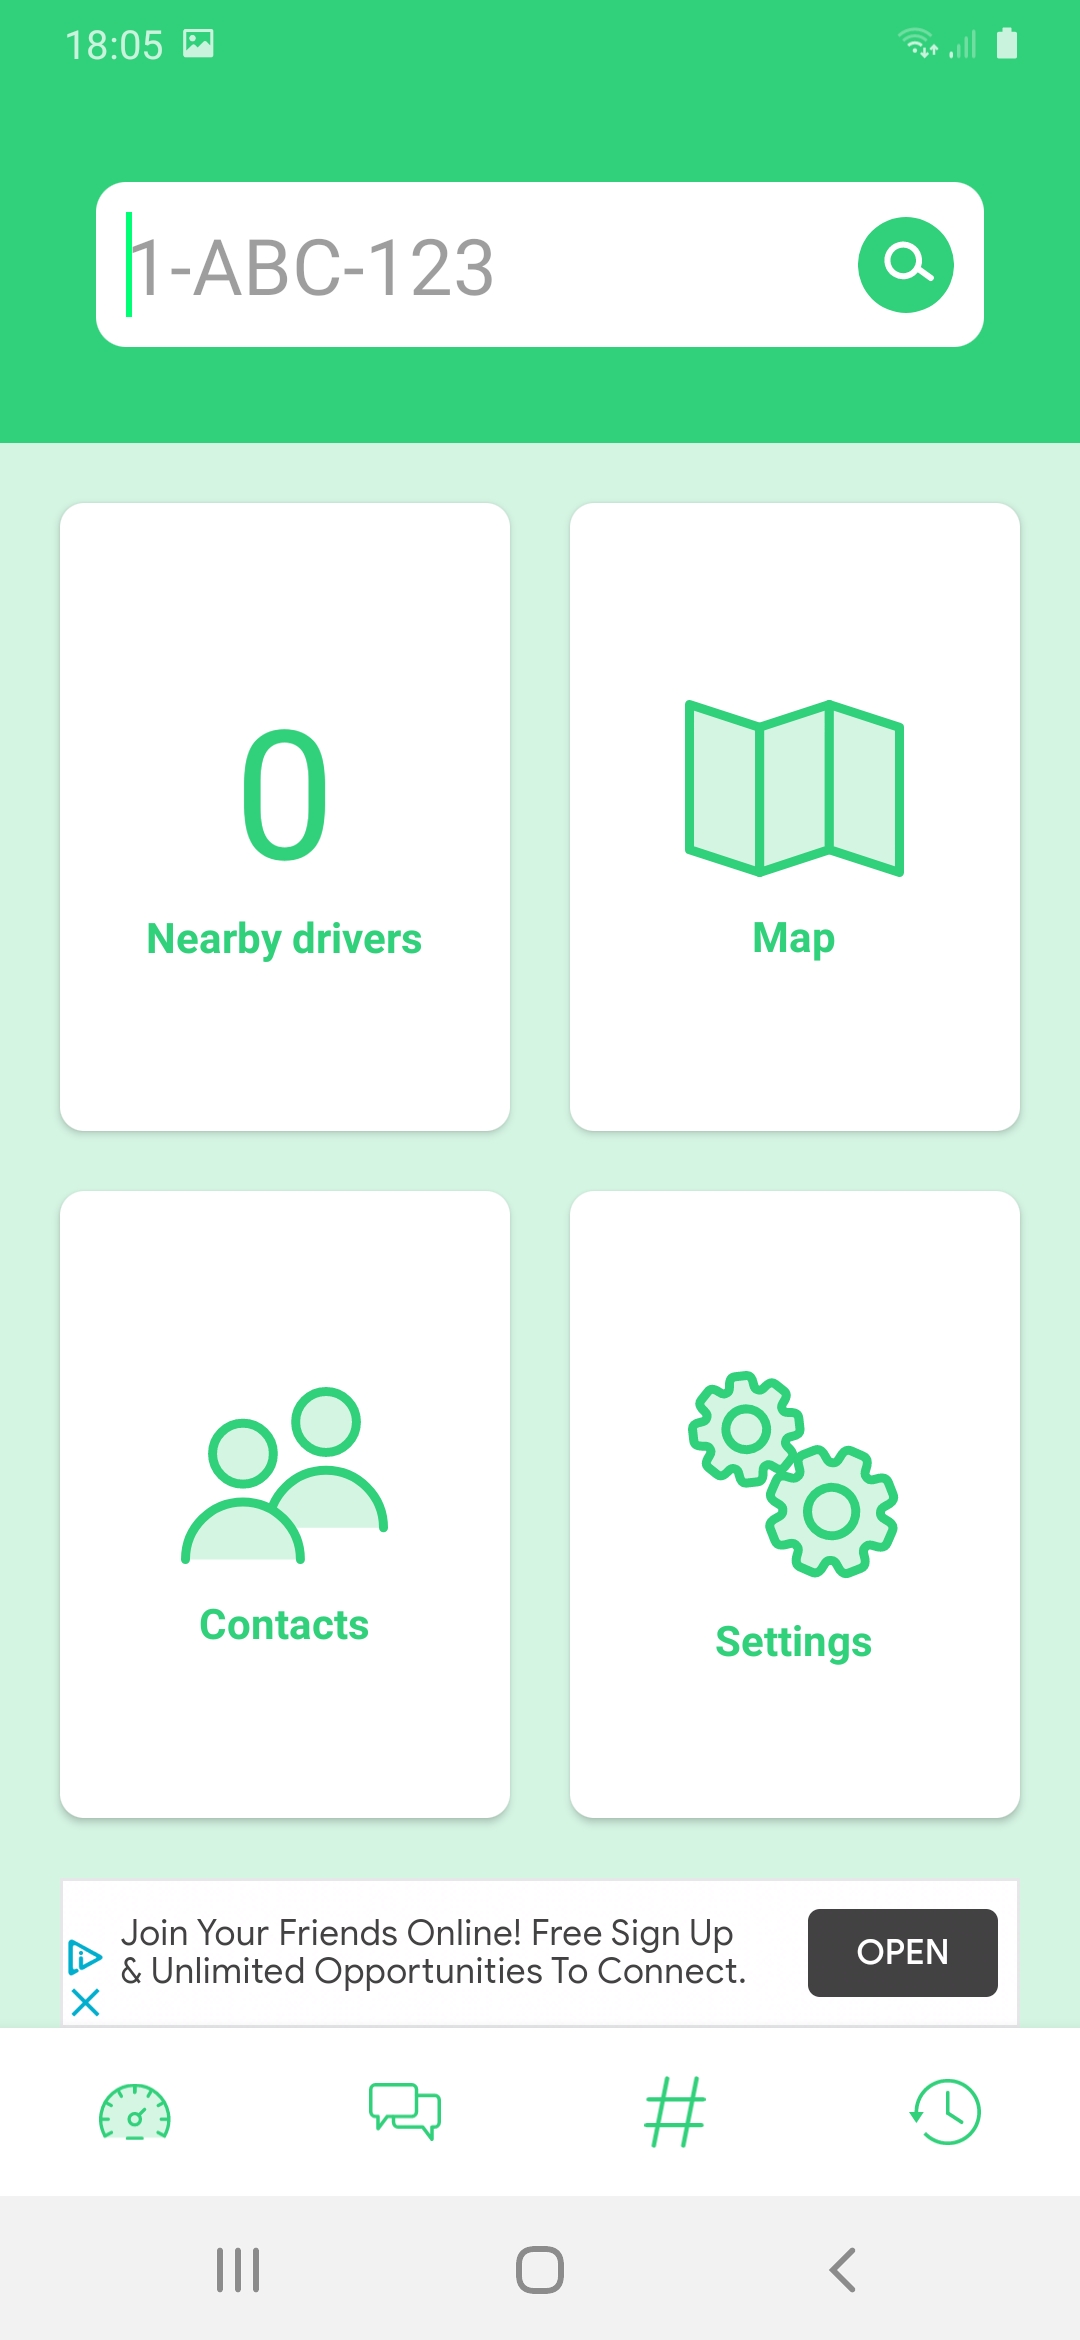 18:05
1-ABC-123
0
Nearby drivers
Map
Contacts
Settings
Join Your Friends Online! Free Sign Up
& Unlimited Opportunities To Connect.
OPEN